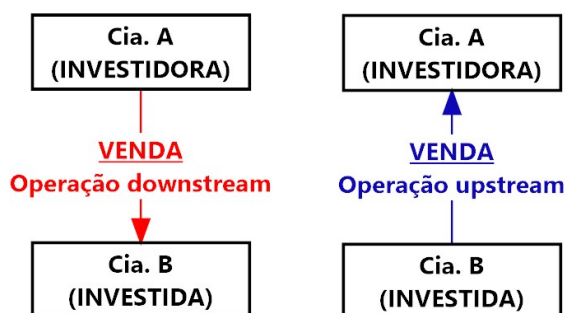 Cia. A
(INVESTIDORA)
VENDA
Operação downstream
Cia. B
(INVESTIDA)
Cia. A
(INVESTIDORA)
VENDA
Operação upstream
Cia. B
(INVESTIDA)